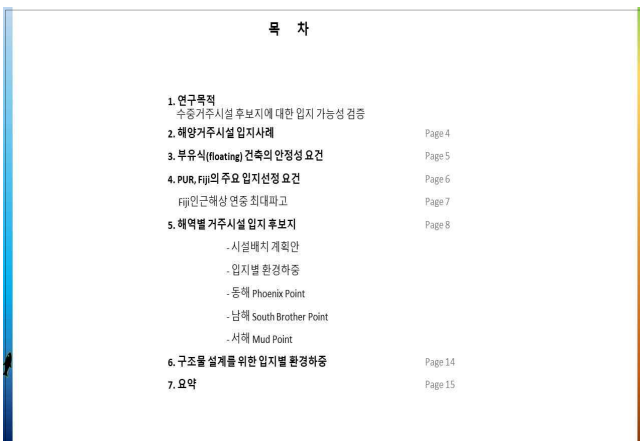 목 차
1. 연구목적
수중거주시설 후보지에 대한 입지 가능성 검증
2. 해양거주시설 입지사례 Page 4
3. 부유식(floating) 건축의 안정성 요건 Page 5
4. PUR, Fiji의 주요 입지선정 요건 Page 6
Fiji인근해상 연중 최대파고 Page 7
5. 해역별 거주시설 입지 후보지 Page 8
- 시설배치 계획안
- 입지별 환경하중
- 동해 Phoenix Point
- 남해 South Brother Point
- 서해 Mud Point
6. 구조물 설계를 위한 입지별 환경하중 Page 14
7. 요약 Page 15